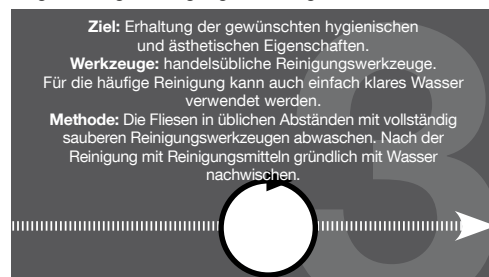 Ziel: Erhaltung der gewünschten hygienischen
und ästhetischen Eigenschaften.
Werkzeuge: handelsübliche Reinigungswerkzeuge.
Für die häufige Reinigung kann auch einfach klares Wasser
verwendet werden.
Methode: Die Fliesen in üblichen Abständen mit vollständig
sauberen Reinigungswerkzeugen abwaschen. Nach der
Reinigung mit Reinigungsmitteln gründlich mit Wasser
nachwischen.
3